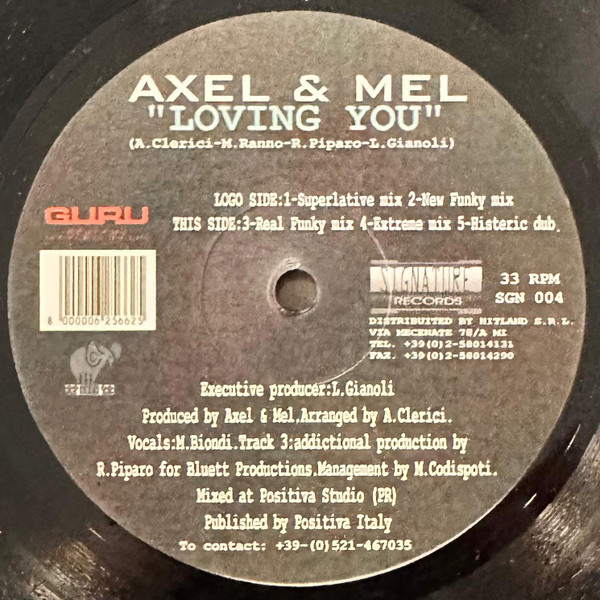 AXEL & MEL
"LOVING YOU"
(A.Clerici-M.Ranno-R.Piparo-L.Gianoli)
LOGO SIDE:1-Superlative mix 2-New Funky mix
THIS SIDE:3-Real Funky mix 4-Extreme mix 5-Histeric dub.
GURU
8 000006 236623
SIGNATURE
RECORDS
33 RPM
SGN 004
DISTRIBUITED BY HITLAND S.R.L.
VIA MECENATE 78/A MI
TEL. +39(0)2-58014131
FAX. +39(0)2-58014290
Executive producer:L.Gianoli
Produced by Axel & Mel,Arranged by A.Clerici.
Vocals:M.Biondi.Track 3:addictional production by
R.Piparo for Bluett Productions,Management by M.Codispoti.
Mixed at Positiva Studio (PR)
Published by Positiva Italy
To contact: +39-(0)521-467035